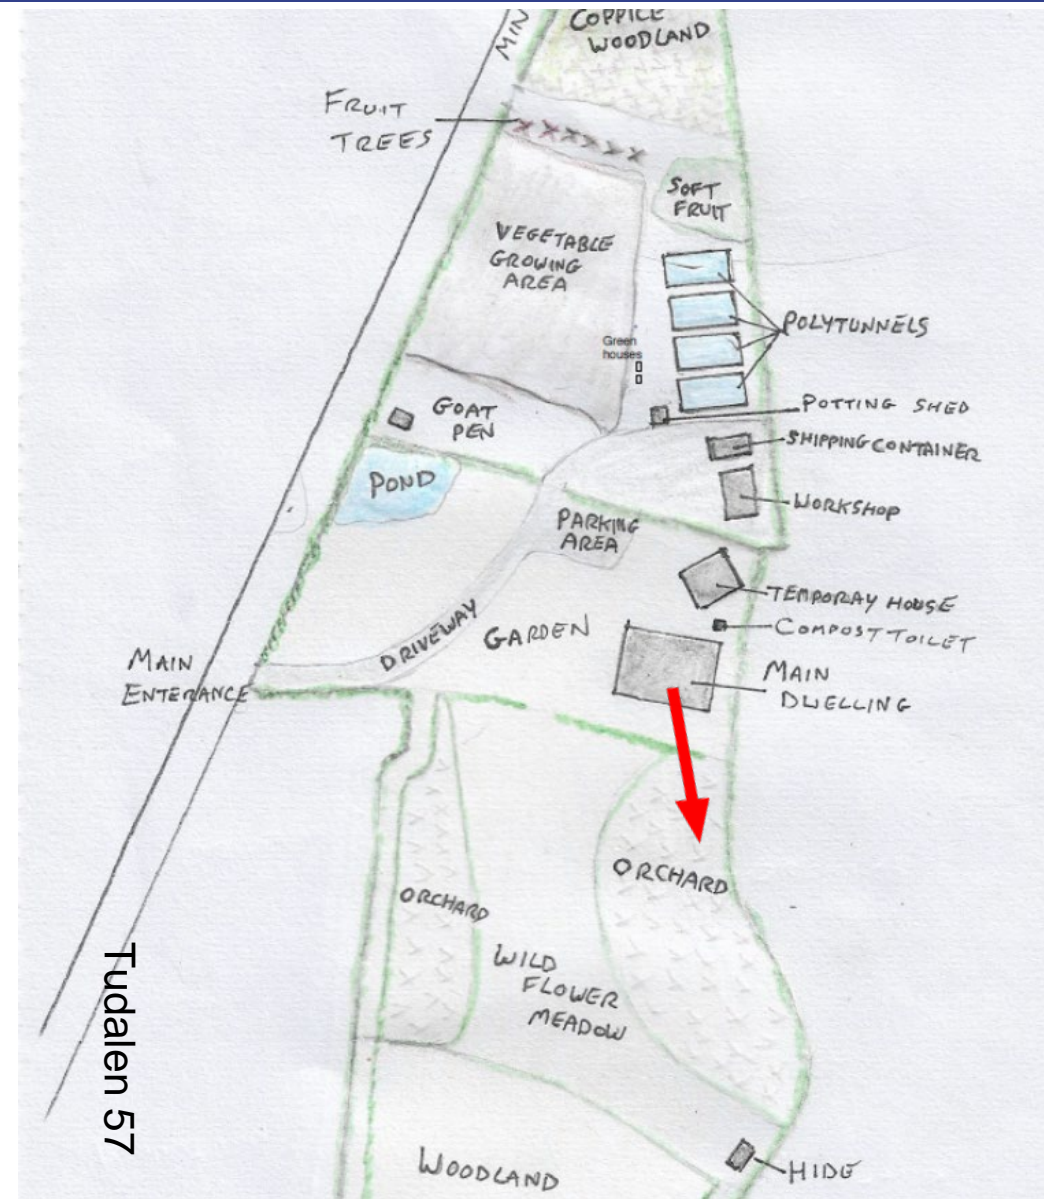 COPPICE
WOODLAND
MIN
FRUIT
TREES
SOFT
FRUIT
VEGETABLE
GROWING
AREA
POLYTUNNELS
Green
houses
POTTING SHED
GOAT
PEN
SHIPPING CONTAINER
POND
WORKSHOP
PARKING
AREA
TEMPORAY HOUSE
COMPOST TOILET
DRIVEWAY
GARDEN
MAIN
ENTERANCE
MAIN
DWELLING
ORCHARD
ORCHARD
WILD
FLOWER
MEADOW
Tudalen 57
WOODLAND
HIDE